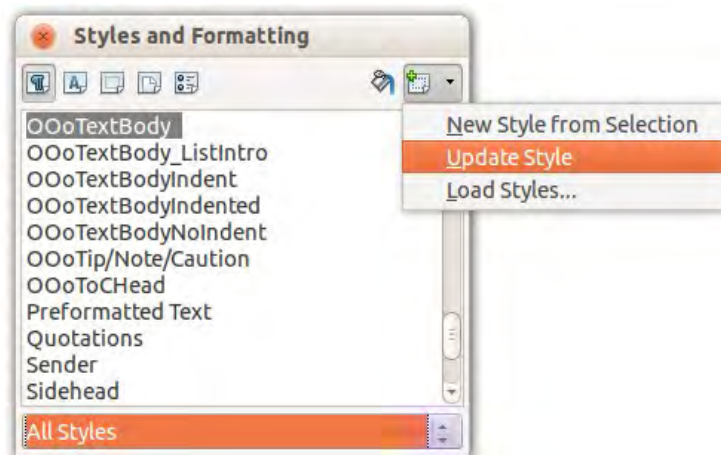 Styles and Formatting
OOoTextBody
OOoTextBody_ListIntro
OOoTextBodyIndent
OOoTextBodyIndented
OOoTextBodyNoIndent
OOoTip/Note/Caution
OOoToCHead
Preformatted Text
Quotations
Sender
Sidehead
All Styles
New Style from Selection
Update Style
Load Styles...